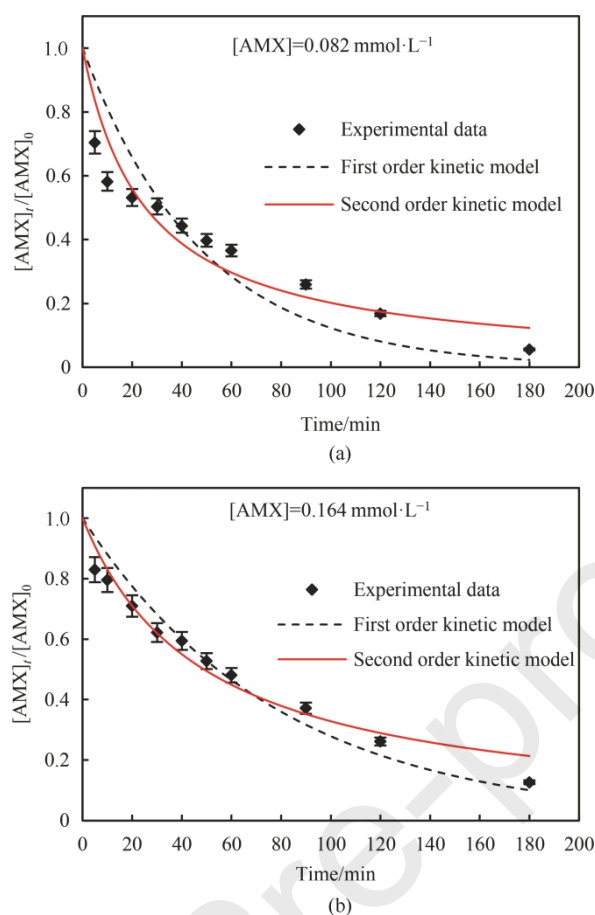 [AMX]=0.082 mmol·L⁻¹
1.0
0.8
0.6
0.4
0.2
0
[AMX]ₜ/[AMX]₀
Experimental data
First order kinetic model
Second order kinetic model
0 20 40 60 80 100 120 140 160 180 200
Time/min
(a)
[AMX]=0.164 mmol·L⁻¹
1.0
0.8
0.6
0.4
0.2
0
[AMX]ₜ/[AMX]₀
Experimental data
First order kinetic model
Second order kinetic model
0 20 40 60 80 100 120 140 160 180 200
Time/min
(b)